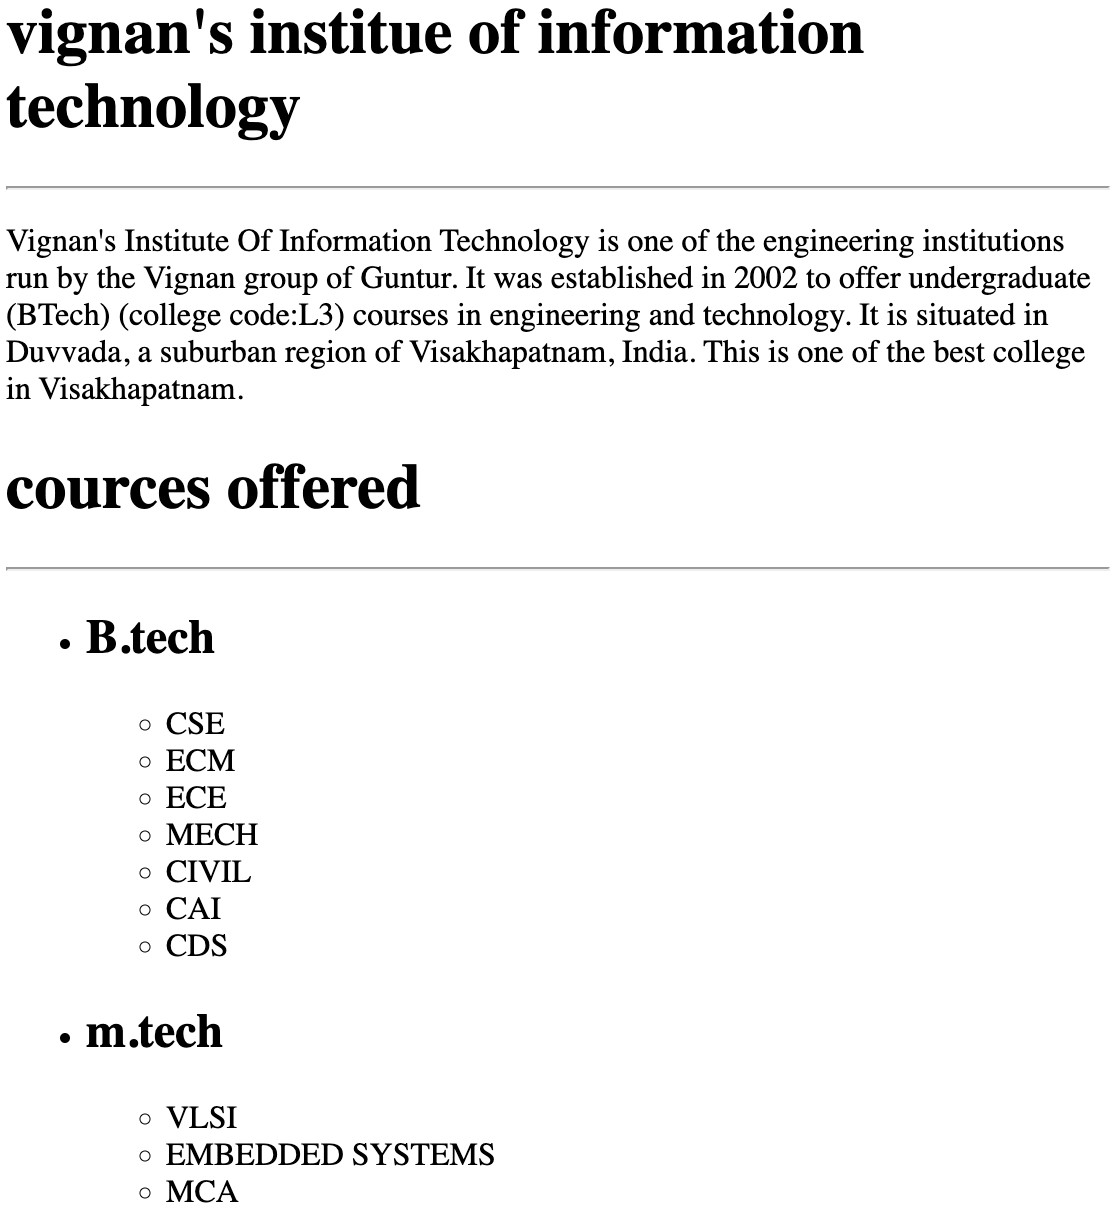 vignan's institue of information
technology
Vignan's Institute Of Information Technology is one of the engineering institutions
run by the Vignan group of Guntur. It was established in 2002 to offer undergraduate
(BTech) (college code:L3) courses in engineering and technology. It is situated in
Duvvada, a suburban region of Visakhapatnam, India. This is one of the best college
in Visakhapatnam.
cources offered
B.tech
CSE
ECM
ECE
MECH
CIVIL
CAI
CDS
m.tech
VLSI
EMBEDDED SYSTEMS
MCA